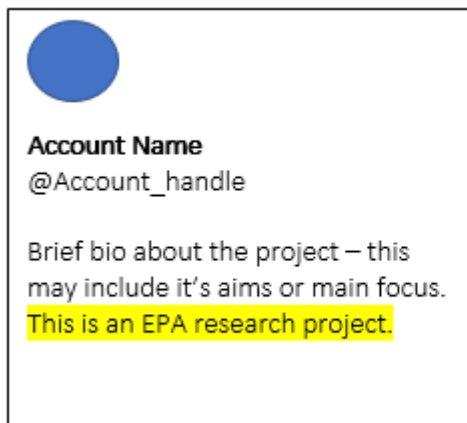 Account Name
@Account_handle
Brief bio about the project – this
may include it's aims or main focus.
This is an EPA research project.